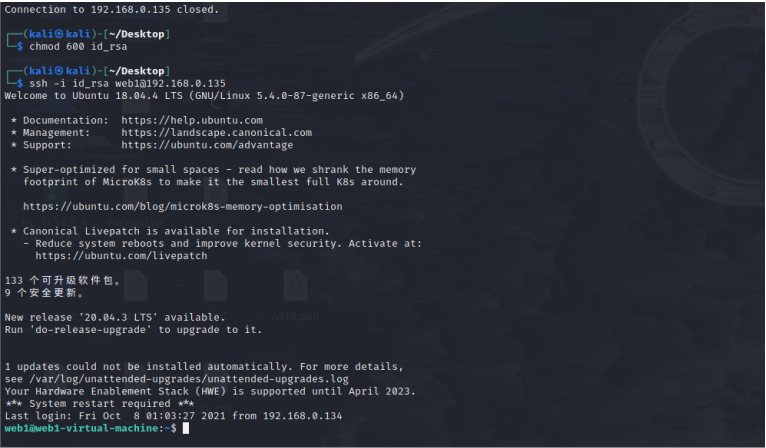 Connection to 192.168.0.135 closed.
┌──(kali㉿kali)-[~/Desktop]
└─$ chmod 600 id_rsa
┌──(kali㉿kali)-[~/Desktop]
└─$ ssh -i id_rsa web1@192.168.0.135
Welcome to Ubuntu 18.04.4 LTS (GNU/Linux 5.4.0-87-generic x86_64)
* Documentation:  https://help.ubuntu.com
* Management:     https://landscape.canonical.com
* Support:        https://ubuntu.com/advantage
* Super-optimized for small spaces - read how we shrank the memory
footprint of MicroK8s to make it the smallest full K8s around.
https://ubuntu.com/blog/microk8s-memory-optimisation
* Canonical Livepatch is available for installation.
- Reduce system reboots and improve kernel security. Activate at:
https://ubuntu.com/livepatch
133 个可升级软件包。
9 个安全更新。
New release '20.04.3 LTS' available.
Run 'do-release-upgrade' to upgrade to it.
1 updates could not be installed automatically. For more details,
see /var/log/unattended-upgrades/unattended-upgrades.log
Your Hardware Enablement Stack (HWE) is supported until April 2023.
*** System restart required ***
Last login: Fri Oct  8 01:03:27 2021 from 192.168.0.134
web1@web1-virtual-machine:~$